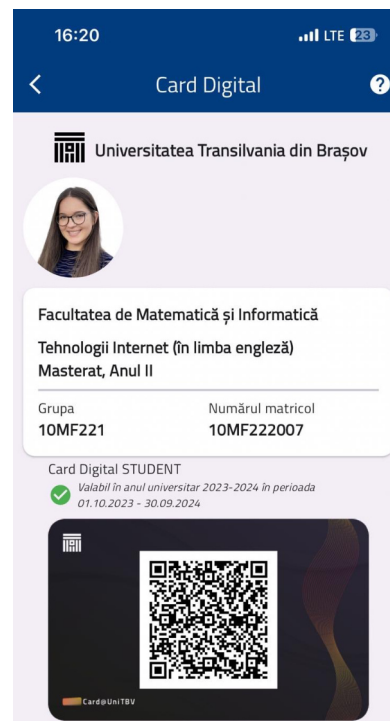 16:20
LTE 23
Card Digital ?
Universitatea Transilvania din Brașov
Facultatea de Matematică și Informatică
Tehnologii Internet (în limba engleză)
Masterat, Anul II
Grupa
10MF221
Numărul matricol
10MF222007
Card Digital STUDENT
Valabil în anul universitar 2023-2024 în perioada
01.10.2023 - 30.09.2024
Card@UniTBV